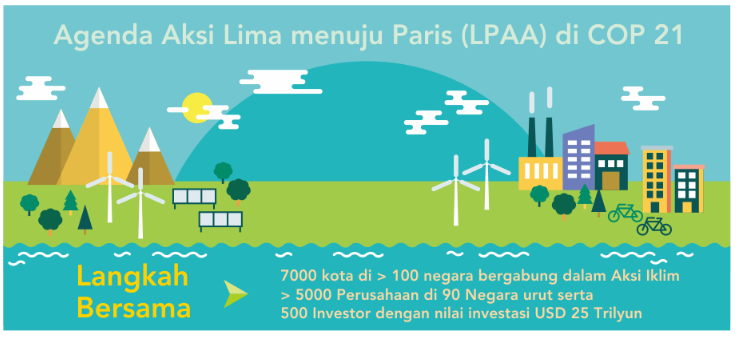 Agenda Aksi Lima menuju Paris (LPAA) di COP 21
Langkah
Bersama
7000 kota di > 100 negara bergabung dalam Aksi Iklim
> 5000 Perusahaan di 90 Negara urut serta
500 Investor dengan nilai investasi USD 25 Trilyun